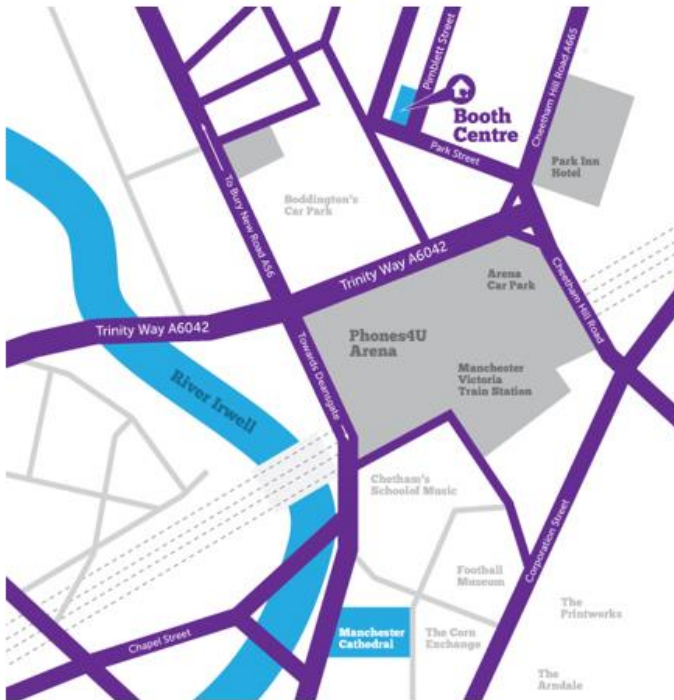 Pimblett Street
Cheetham Hill Road A665
Booth
Centre
Park Street
Park Inn
Hotel
To Bury New Road A56
Boddington's
Car Park
Trinity Way A6042
Arena
Car Park
Cheetham Hill Road
Trinity Way A6042
Phones4U
Arena
Towards Deansgate
Manchester
Victoria
Train Station
River Irwell
Chetham's
Schoolof Music
Corporation Street
Football
Museum
The
Printworks
Chapel Street
Manchester
Cathedral
The Corn
Exchange
The
Arndale